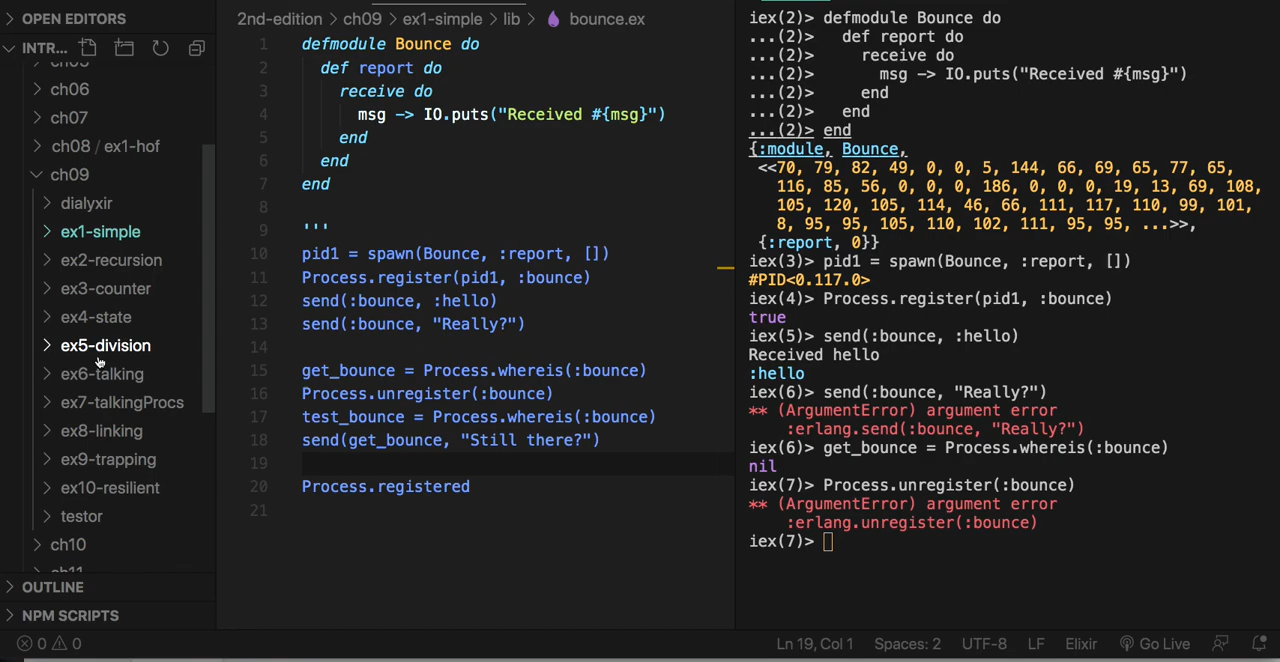 OPEN EDITORS
INTR...
ch05
ch06
ch07
ch08 / ex1-hof
ch09
dialyxir
ex1-simple
ex2-recursion
ex3-counter
ex4-state
ex5-division
ex6-talking
ex7-talkingProcs
ex8-linking
ex9-trapping
ex10-resilient
testor
ch10
ch11
OUTLINE
NPM SCRIPTS
2nd-edition > ch09 > ex1-simple > lib > bounce.ex
1 defmodule Bounce do
2 def report do
3 receive do
4 msg -> IO.puts("Received #{msg}")
5 end
6 end
7 end
8
9 '''
10 pid1 = spawn(Bounce, :report, [])
11 Process.register(pid1, :bounce)
12 send(:bounce, :hello)
13 send(:bounce, "Really?")
14
15 get_bounce = Process.whereis(:bounce)
16 Process.unregister(:bounce)
17 test_bounce = Process.whereis(:bounce)
18 send(get_bounce, "Still there?")
19
20 Process.registered
21
iex(2)> defmodule Bounce do
...(2)> def report do
...(2)> receive do
...(2)> msg -> IO.puts("Received #{msg}")
...(2)> end
...(2)> end
...(2)> end
{:module, Bounce,
<<70, 79, 82, 49, 0, 0, 5, 144, 66, 69, 65, 77, 65,
116, 85, 56, 0, 0, 0, 186, 0, 0, 0, 19, 13, 69, 108,
105, 120, 105, 114, 46, 66, 111, 117, 110, 99, 101,
8, 95, 95, 105, 110, 102, 111, 95, 95, ...>>,
{:report, 0}}
iex(3)> pid1 = spawn(Bounce, :report, [])
#PID<0.117.0>
iex(4)> Process.register(pid1, :bounce)
true
iex(5)> send(:bounce, :hello)
Received hello
:hello
iex(6)> send(:bounce, "Really?")
** (ArgumentError) argument error
:erlang.send(:bounce, "Really?")
iex(6)> get_bounce = Process.whereis(:bounce)
nil
iex(7)> Process.unregister(:bounce)
** (ArgumentError) argument error
:erlang.unregister(:bounce)
iex(7)>
0 0
Ln 19, Col 1
Spaces: 2
UTF-8
LF
Elixir
Go Live